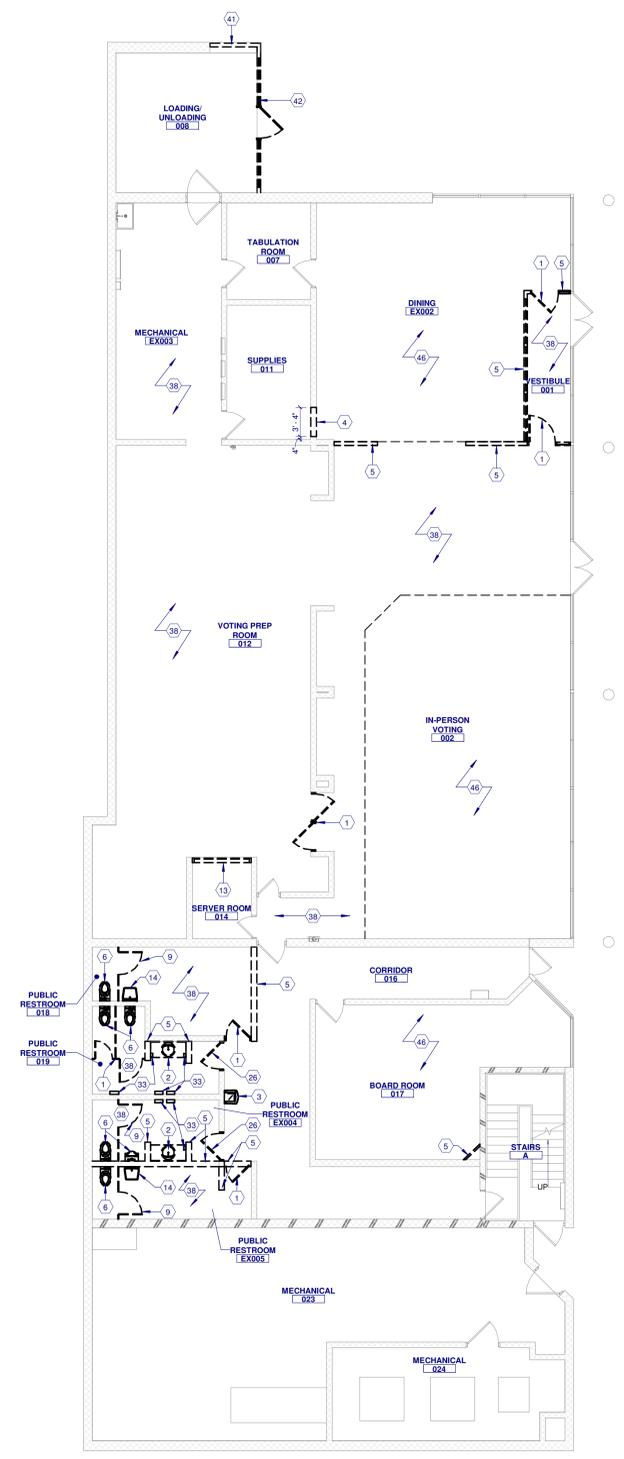 41
42
LOADING/
UNLOADING
008
TABULATION
ROOM
007
DINING
EX002
1
5
38
46
5
VESTIBULE
001
MECHANICAL
EX003
38
SUPPLIES
011
3' - 4"
4"
4
5
5
1
38
38
VOTING PREP
ROOM
012
IN-PERSON
VOTING
002
46
1
13
SERVER ROOM
014
38
6
9
14
38
5
CORRIDOR
016
PUBLIC
RESTROOM
018
6
5
46
PUBLIC
RESTROOM
019
1
38
2
33
33
26
1
3
BOARD ROOM
017
38
PUBLIC
RESTROOM
EX004
6
9
5
2
33
5
26
5
5
STAIRS
A
UP
6
14
38
1
9
PUBLIC
RESTROOM
EX005
MECHANICAL
023
MECHANICAL
024